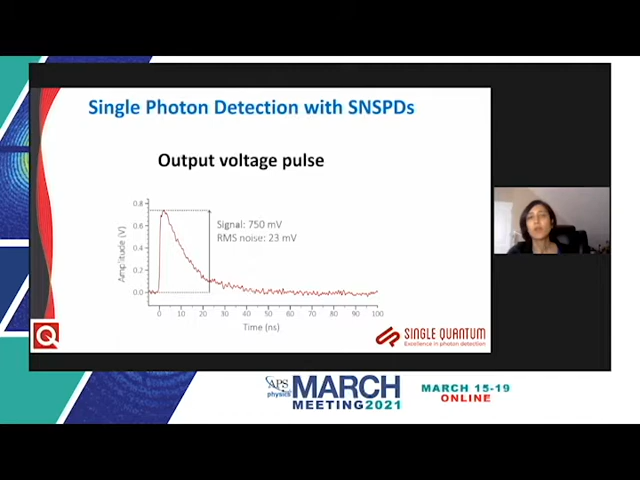 Single Photon Detection with SNSPDs
Output voltage pulse
Signal: 750 mV
RMS noise: 23 mV
Amplitude (V)
0.8
0.6
0.4
0.2
0.0
0 10 20 30 40 50 60 70 80 90 100
Time (ns)
Q
SINGLE QUANTUM
Excellence in photon detection
APS
physics
MARCH
MEETING2021
MARCH 15-19
ONLINE